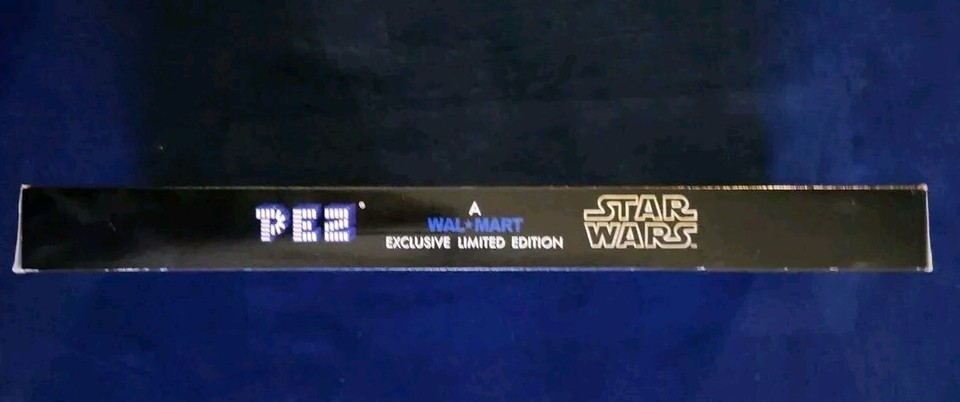 PEZ®
A
WAL★MART
EXCLUSIVE LIMITED EDITION
STAR
WARS